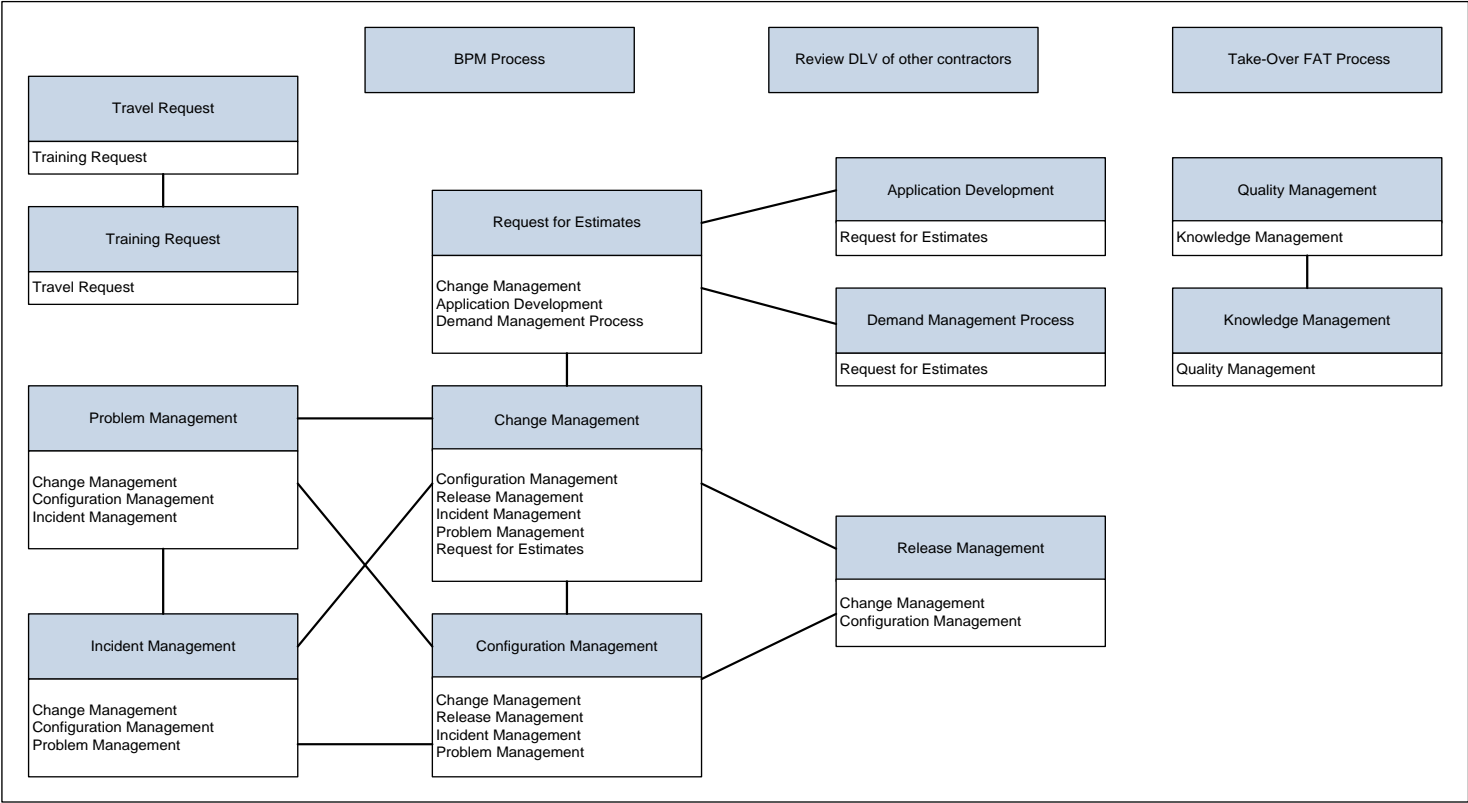 BPM Process
Review DLV of other contractors
Take-Over FAT Process
Travel Request
Training Request
Training Request
Travel Request
Request for Estimates
Change Management
Application Development
Demand Management Process
Application Development
Request for Estimates
Demand Management Process
Request for Estimates
Quality Management
Knowledge Management
Knowledge Management
Quality Management
Problem Management
Change Management
Configuration Management
Incident Management
Change Management
Configuration Management
Release Management
Incident Management
Problem Management
Request for Estimates
Release Management
Change Management
Configuration Management
Incident Management
Change Management
Configuration Management
Problem Management
Configuration Management
Change Management
Release Management
Incident Management
Problem Management